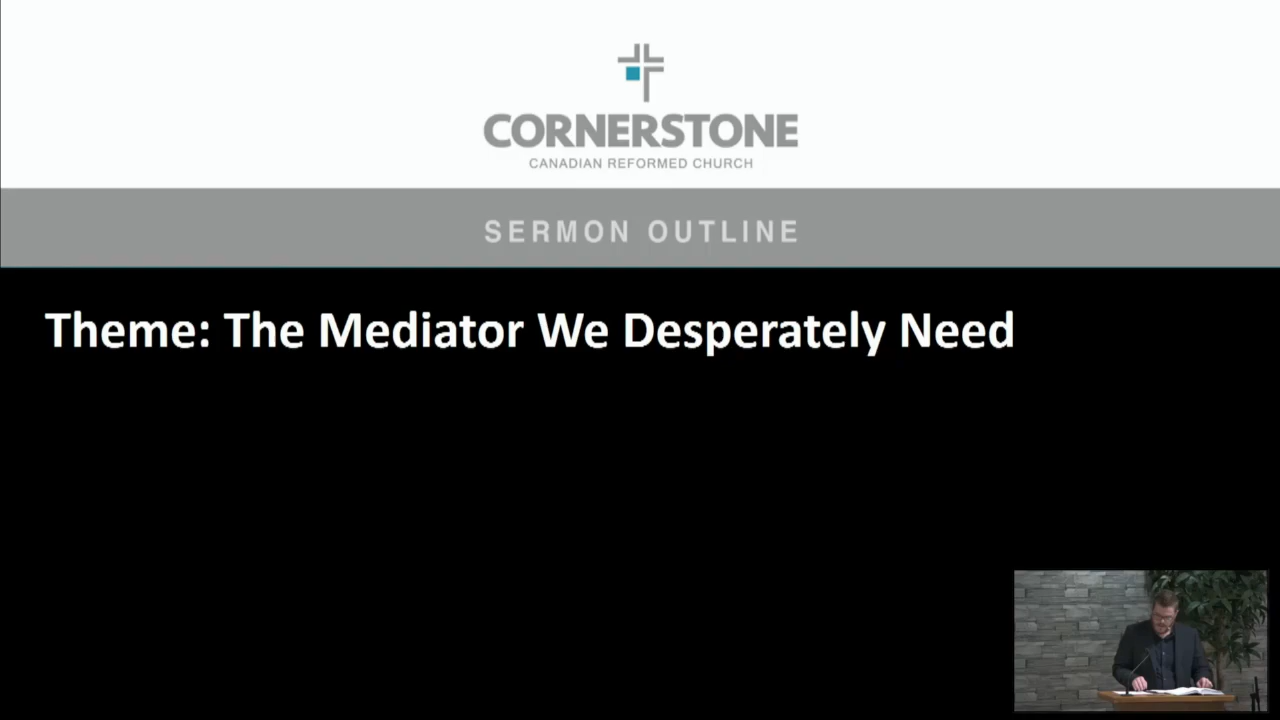 CORNERSTONE
CANADIAN REFORMED CHURCH
SERMON OUTLINE
Theme: The Mediator We Desperately Need